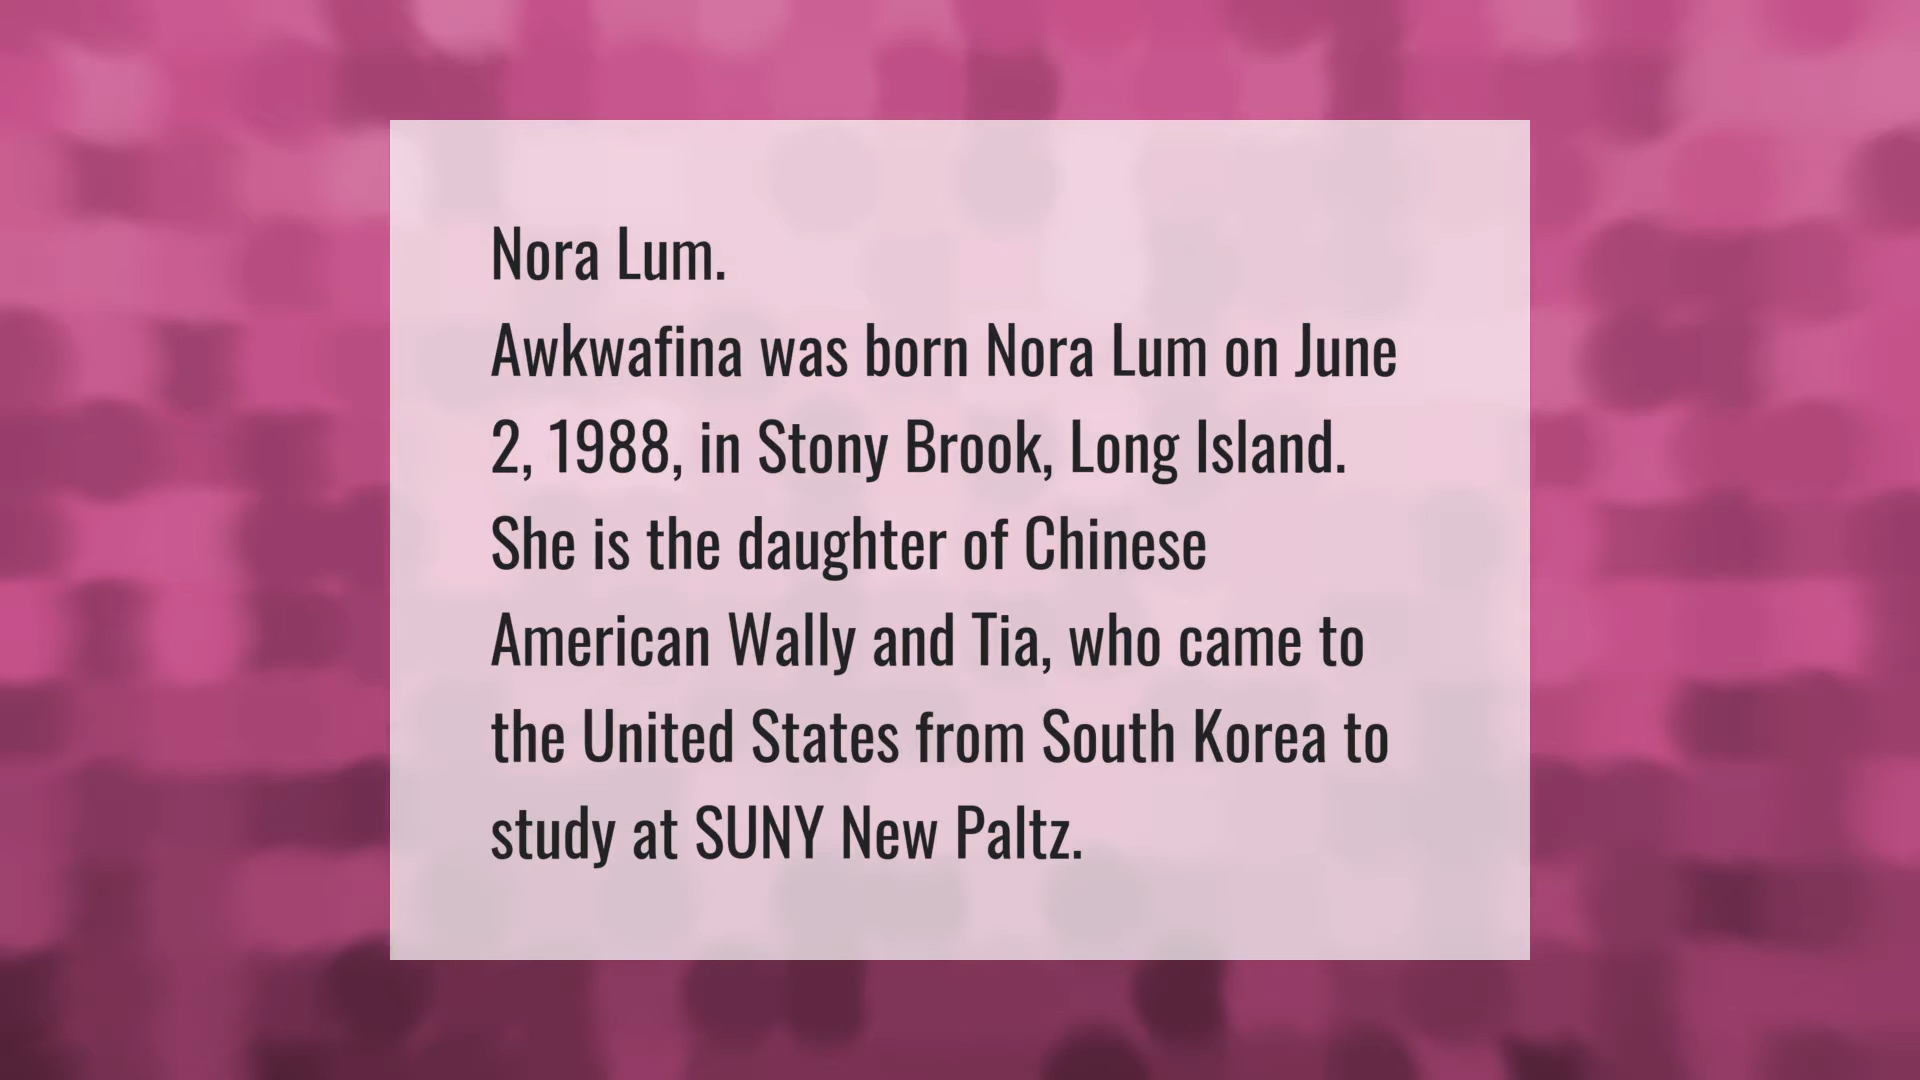 Nora Lum.
Awkwafina was born Nora Lum on June
2, 1988, in Stony Brook, Long Island.
She is the daughter of Chinese
American Wally and Tia, who came to
the United States from South Korea to
study at SUNY New Paltz.